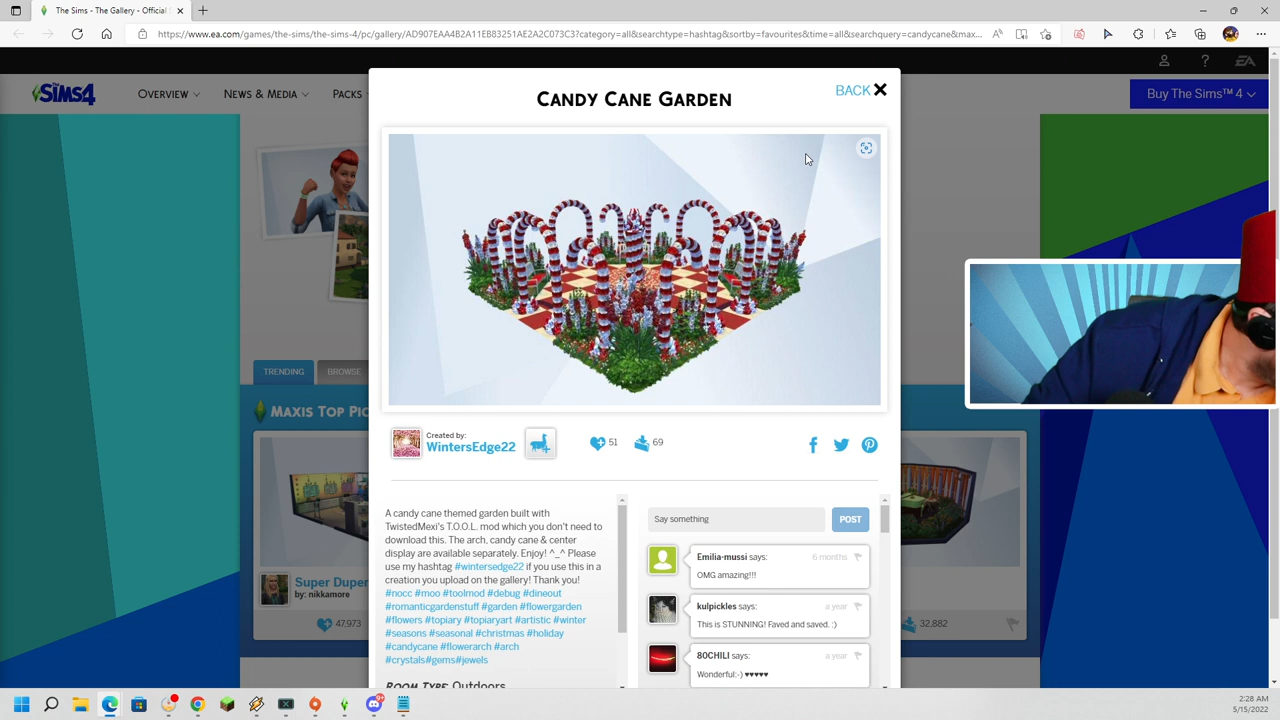 The Sims - The Gallery - Official
https://www.ea.com/games/the-sims/the-sims-4/pc/gallery/AD907EAA4B2A11EB83251AE2A2C073C3?category=all&searchtype=hashtag&sortby=favourites&time=all&searchquery=candycane&max...
EA
THE SIMS 4
OVERVIEW
NEWS & MEDIA
PACKS
Buy The Sims™ 4
BACK
CANDY CANE GARDEN
TRENDING
BROWSE
MAXIS TOP PIC
Created by:
WintersEdge22
51
69
A candy cane themed garden built with
TwistedMexi's T.O.O.L. mod which you don't need to
download this. The arch, candy cane & center
display are available separately. Enjoy! ^_^ Please
use my hashtag #wintersedge22 if you use this in a
creation you upload on the gallery! Thank you!
#nocc #moo #toolmod #debug #dineout
#romanticgardenstuff #garden #flowergarden
#flowers #topiary #topiaryart #artistic #winter
#seasons #seasonal #christmas #holiday
#candycane #flowerarch #arch
#crystals#gems#jewels
ROOM TYPE: Outdoors
Say something
POST
Emilia-mussi says:
6 months
OMG amazing!!!
kulpickles says:
a year
This is STUNNING! Faved and saved. :)
80CHILI says:
a year
Wonderful:-) ♥♥♥♥♥
Super Duper
by: nikkamore
47,973
32,882
2:28 AM
5/15/2022